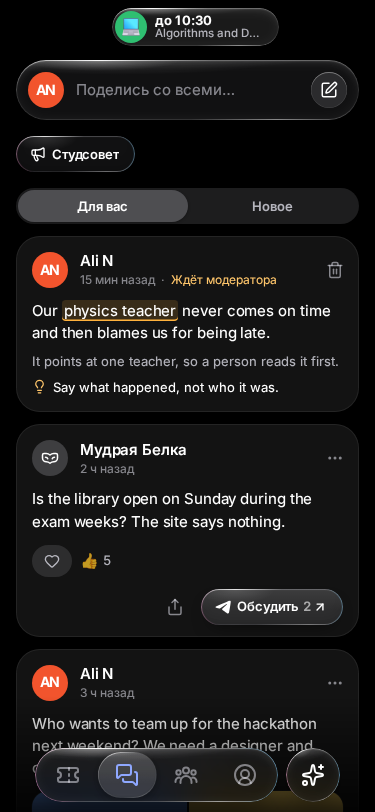 до 10:30
Algorithms and D...
AN
Поделись со всеми...
Студсовет
Для вас
Новое
AN
Ali N
15 мин назад · Ждёт модератора
Our physics teacher never comes on time
and then blames us for being late.
It points at one teacher, so a person reads it first.
Say what happened, not who it was.
Мудрая Белка
2 ч назад
Is the library open on Sunday during the
exam weeks? The site says nothing.
👍 5
Обсудить 2
AN
Ali N
3 ч назад
Who wants to team up for the hackathon
next weekend? We need a designer and